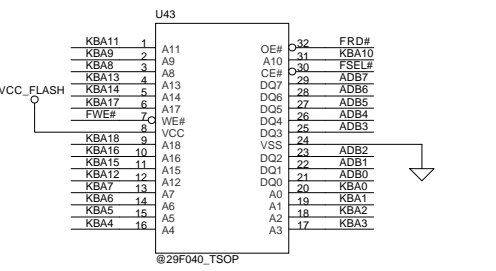 U43
KBA11 1 A11 OE# 32 FRD#
KBA9 2 A9 A10 31 KBA10
KBA8 3 A8 CE# 30 FSEL#
KBA13 4 A13 DQ7 29 ADB7
VCC_FLASH KBA14 5 A14 DQ6 28 ADB6
KBA17 6 A17 DQ5 27 ADB5
FWE# 7 WE# DQ4 26 ADB4
8 VCC DQ3 25 ADB3
KBA18 9 A18 VSS 24
KBA16 10 A16 DQ2 23 ADB2
KBA15 11 A15 DQ1 22 ADB1
KBA12 12 A12 DQ0 21 ADB0
KBA7 13 A7 A0 20 KBA0
KBA6 14 A6 A1 19 KBA1
KBA5 15 A5 A2 18 KBA2
KBA4 16 A4 A3 17 KBA3
@29F040_TSOP